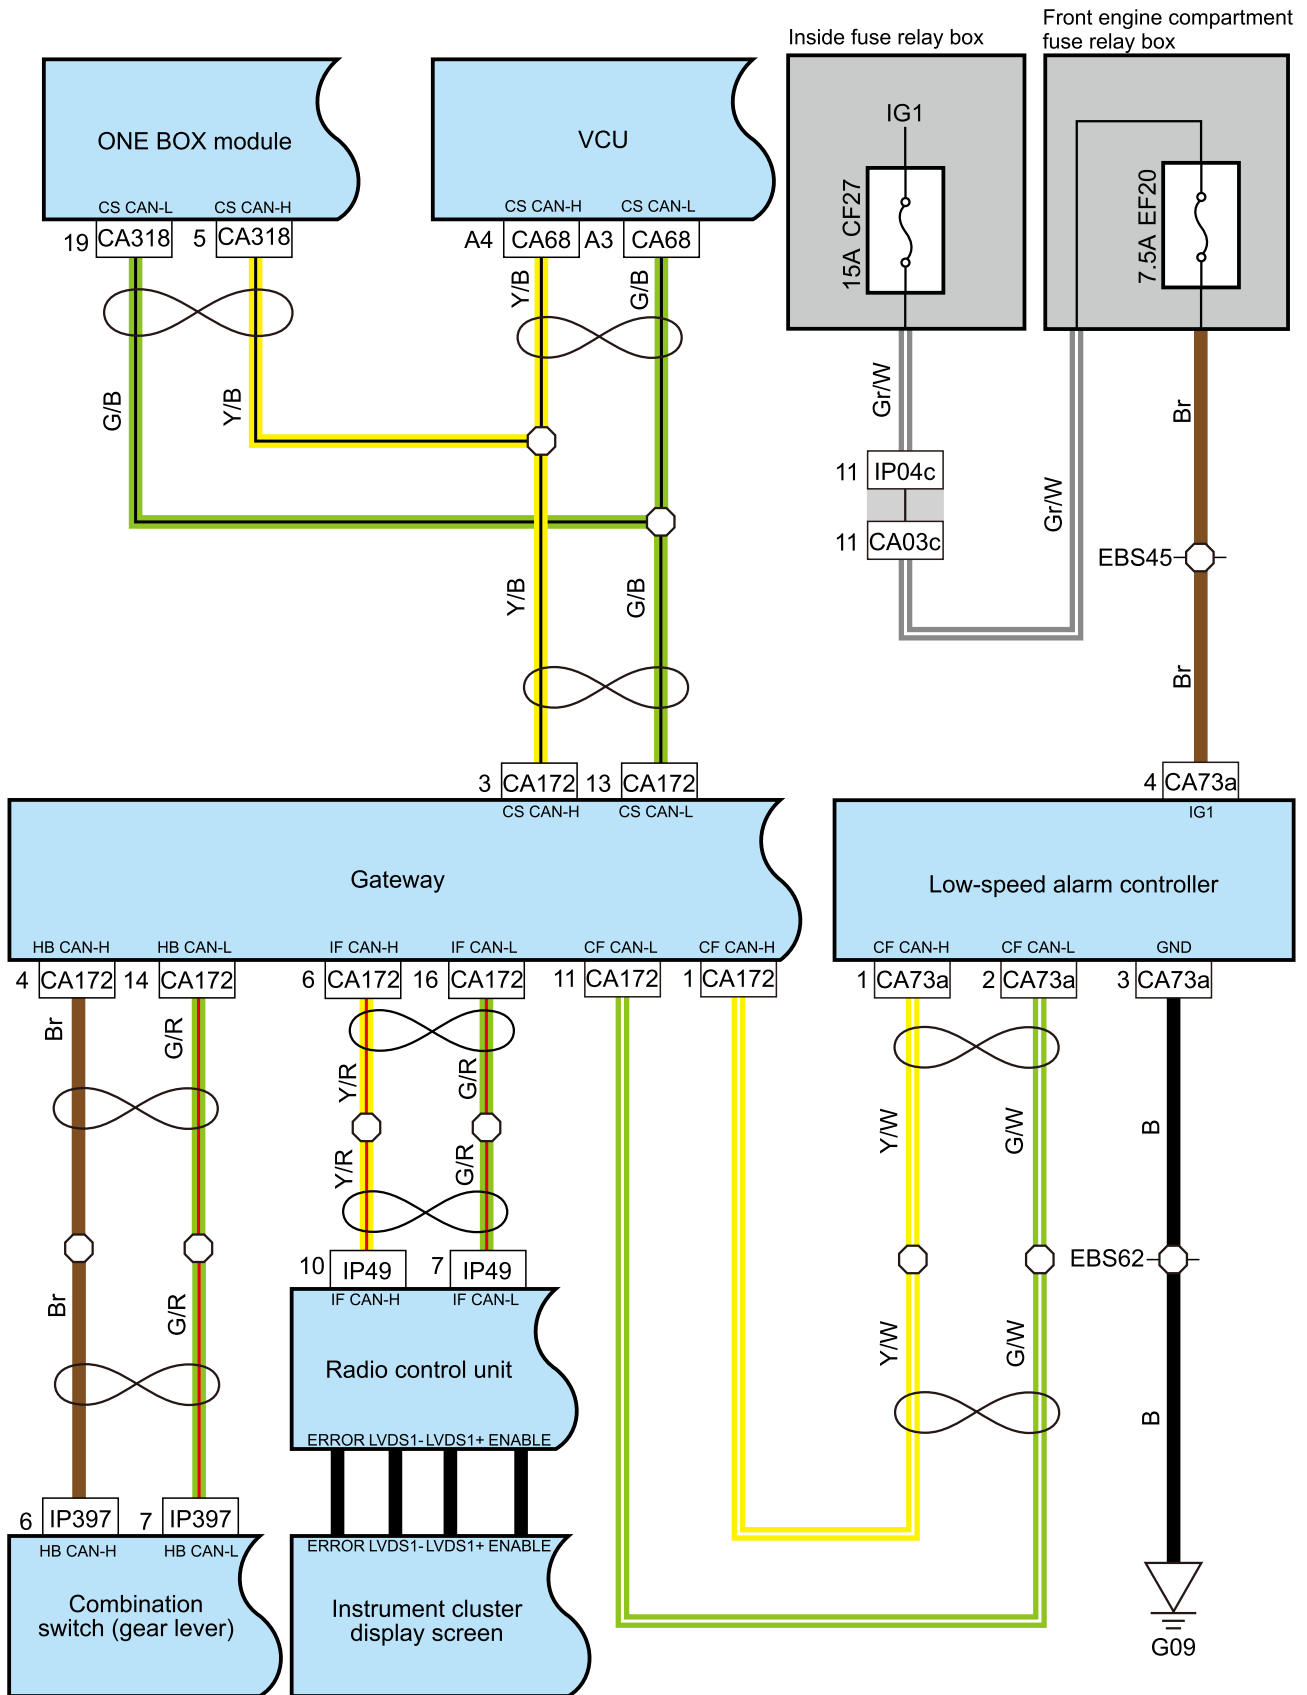 Inside fuse relay box
Front engine compartment
fuse relay box
ONE BOX module
CS CAN-L
CS CAN-H
19
CA318
5
CA318
VCU
CS CAN-H
CS CAN-L
A4
CA68
A3
CA68
IG1
15A CF27
7.5A EF20
Y/B
G/B
G/B
Y/B
Gr/W
Br
11
IP04c
11
CA03c
Gr/W
EBS45
Y/B
G/B
Br
3
CA172
13
CA172
CS CAN-H
CS CAN-L
4
CA73a
IG1
Gateway
Low-speed alarm controller
HB CAN-H
HB CAN-L
IF CAN-H
IF CAN-L
CF CAN-L
CF CAN-H
CF CAN-H
CF CAN-L
GND
4
CA172
14
CA172
6
CA172
16
CA172
11
CA172
1
CA172
1
CA73a
2
CA73a
3
CA73a
Br
G/R
Y/R
G/R
Y/W
G/W
B
Y/R
G/R
EBS62
10
IP49
7
IP49
IF CAN-H
IF CAN-L
Br
G/R
Y/W
G/W
B
Radio control unit
ERROR
LVDS1-
LVDS1+
ENABLE
6
IP397
7
IP397
HB CAN-H
HB CAN-L
ERROR
LVDS1-
LVDS1+
ENABLE
Combination
switch (gear lever)
Instrument cluster
display screen
G09